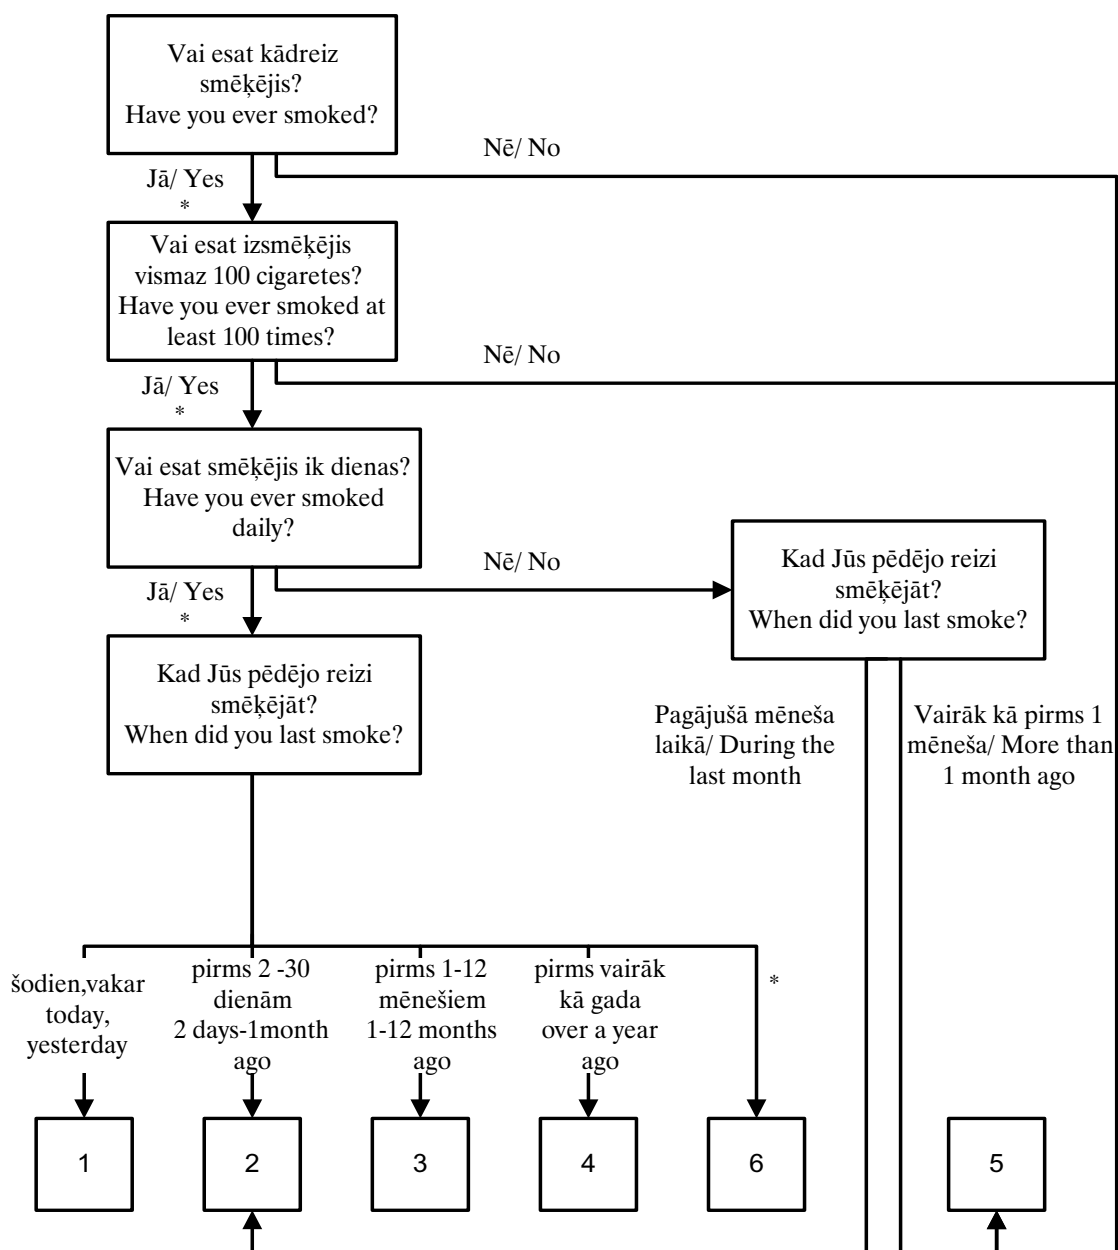 Vai esat kādreiz
smēķējis?
Have you ever smoked?
Nē/ No
Jā/ Yes
*
Vai esat izsmēķējis
vismaz 100 cigaretes?
Have you ever smoked at
least 100 times?
Nē/ No
Jā/ Yes
*
Vai esat smēķējis ik dienas?
Have you ever smoked
daily?
Nē/ No
Jā/ Yes
*
Kad Jūs pēdējo reizi
smēķējāt?
When did you last smoke?
Kad Jūs pēdējo reizi
smēķējāt?
When did you last smoke?
Pagājušā mēneša
laikā/ During the
last month
Vairāk kā pirms 1
mēneša/ More than
1 month ago
šodien,vakar
today,
yesterday
pirms 2 -30
dienām
2 days-1month
ago
pirms 1-12
mēnešiem
1-12 months
ago
pirms vairāk
kā gada
over a year
ago
*
1
2
3
4
6
5